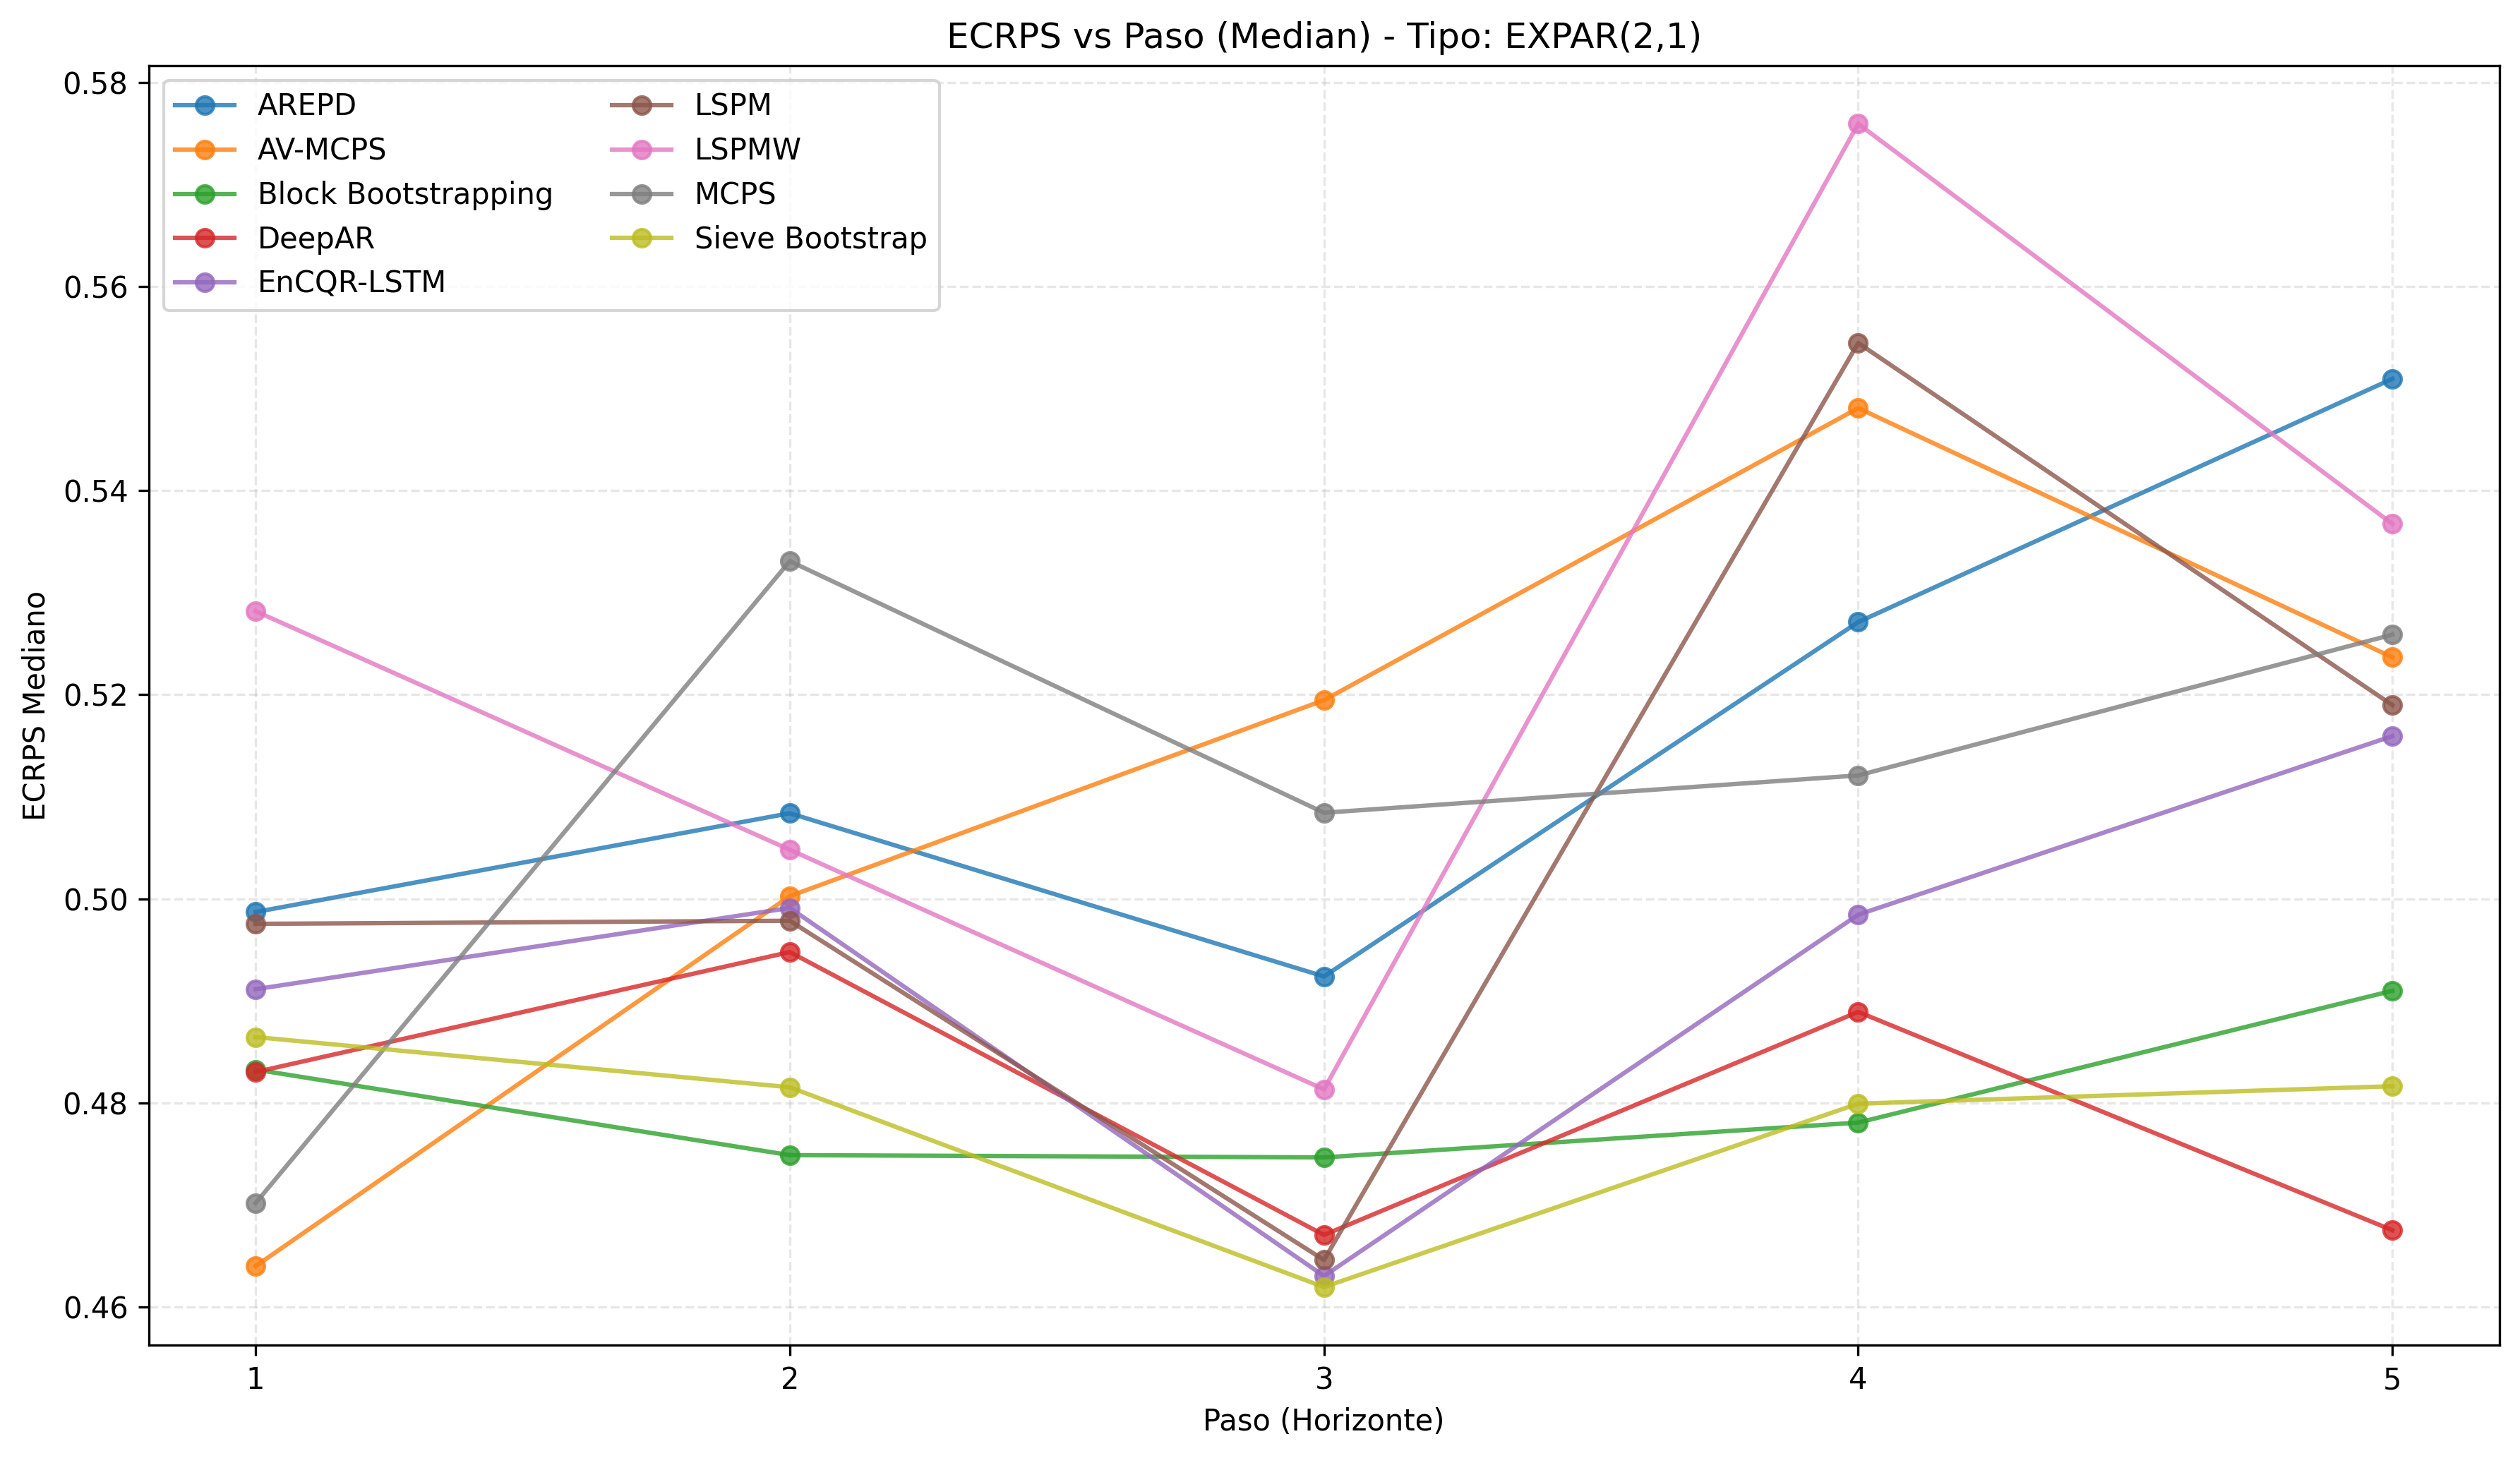 ECRPS vs Paso (Median) - Tipo: EXPAR(2,1)
AREPD
AV-MCPS
Block Bootstrapping
DeepAR
EnCQR-LSTM
LSPM
LSPMW
MCPS
Sieve Bootstrap
ECRPS Mediano
0.58
0.56
0.54
0.52
0.50
0.48
0.46
1 2 3 4 5
Paso (Horizonte)